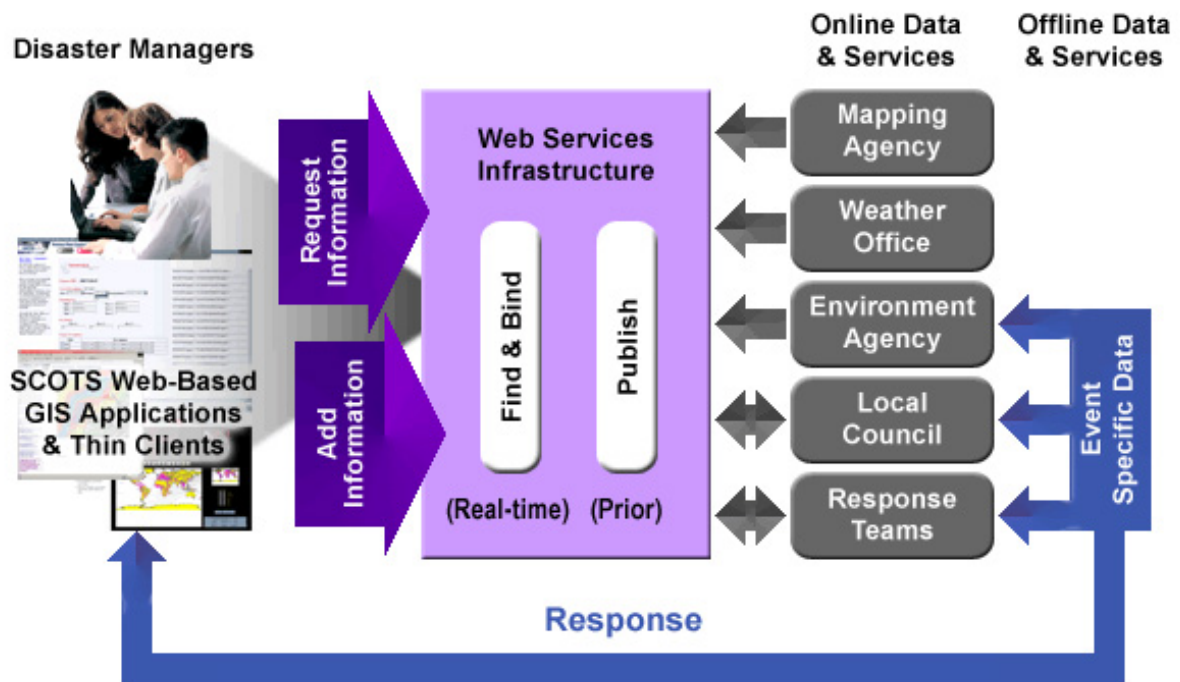 Disaster Managers
Online Data
& Services
Offline Data
& Services
Request
Information
Add
Information
SCOTS Web-Based
GIS Applications
& Thin Clients
Web Services
Infrastructure
Find & Bind
Publish
(Real-time)
(Prior)
Mapping
Agency
Weather
Office
Environment
Agency
Local
Council
Response
Teams
Event
Specific Data
Response